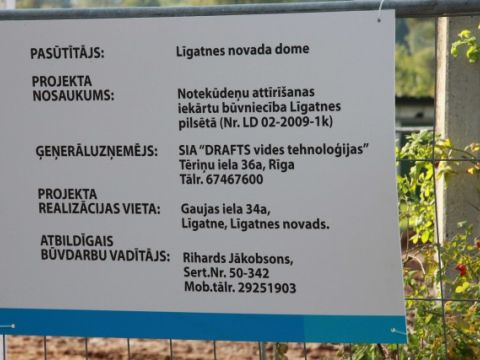 PASŪTĪTĀJS: Līgatnes novada dome
PROJEKTA
NOSAUKUMS: Notekūdeņu attīrīšanas
iekārtu būvniecība Līgatnes
pilsētā (Nr. LD 02-2009-1k)
ĢENERĀLUZŅEMĒJS: SIA “DRAFTS vides tehnoloģijas”
Tēriņu iela 36a, Rīga
Tālr. 67467600
PROJEKTA
REALIZĀCIJAS VIETA: Gaujas iela 34a,
Līgatne, Līgatnes novads.
ATBILDĪGAIS
BŪVDARBU VADĪTĀJS: Rihards Jākobsons,
Sert.Nr. 50-342
Mob.tālr. 29251903